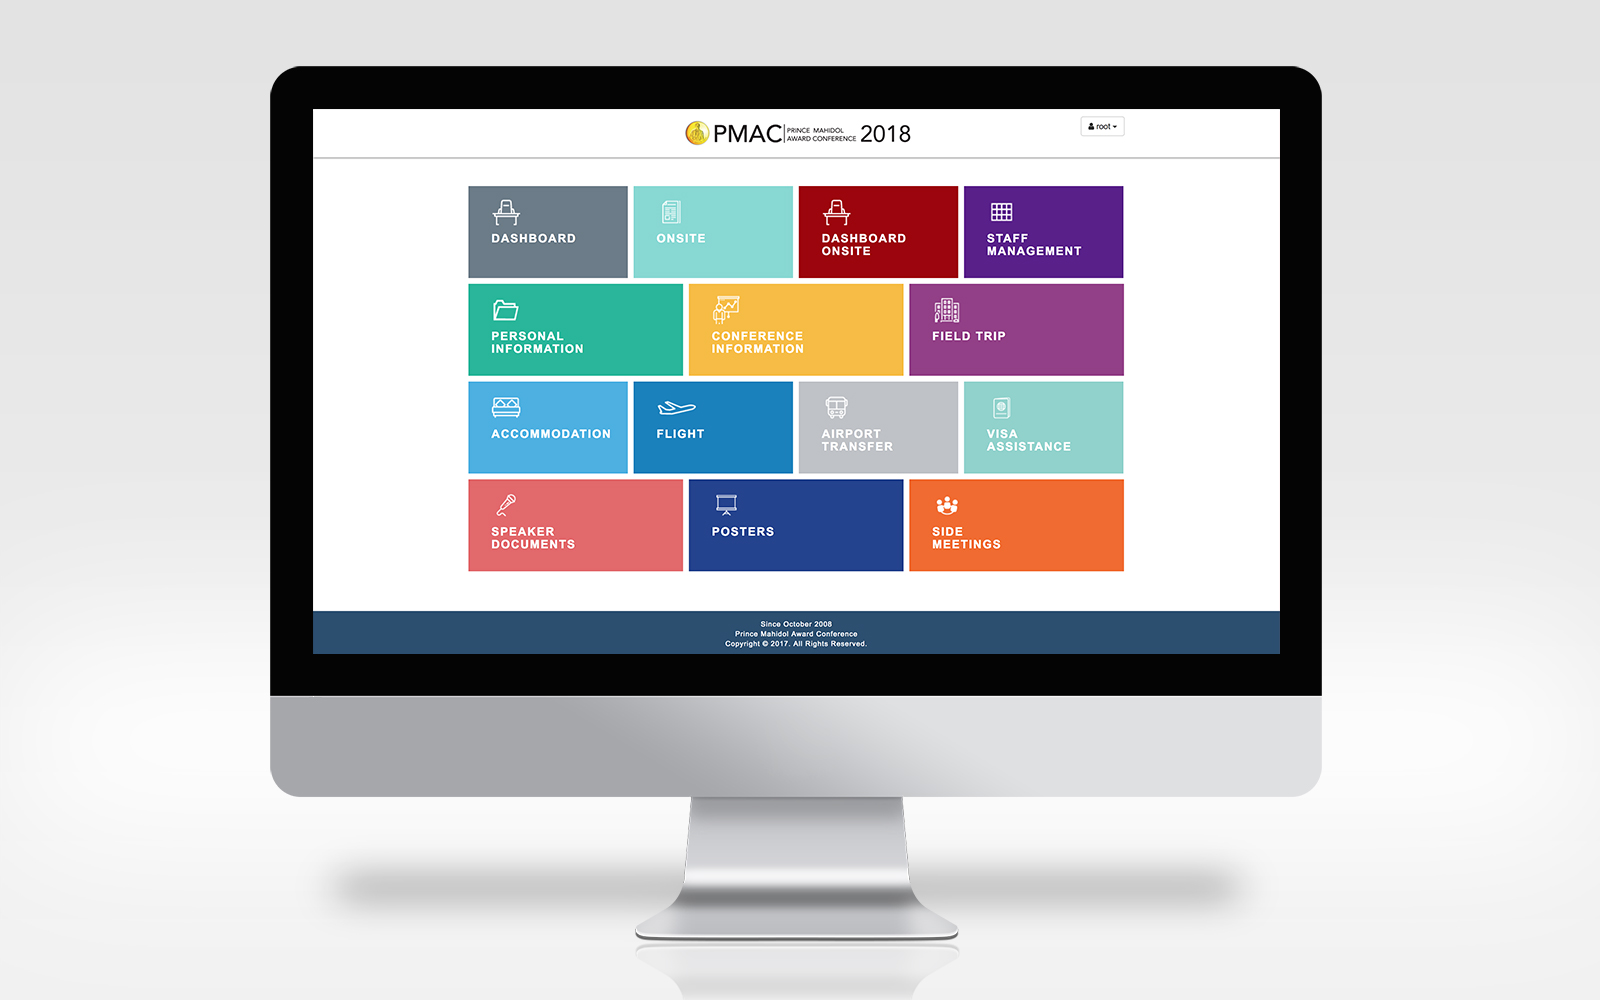 PMAC
PRINCE MAHIDOL
AWARD CONFERENCE
2018
root
DASHBOARD
ONSITE
DASHBOARD
ONSITE
STAFF
MANAGEMENT
PERSONAL
INFORMATION
CONFERENCE
INFORMATION
FIELD TRIP
ACCOMMODATION
FLIGHT
AIRPORT
TRANSFER
VISA
ASSISTANCE
SPEAKER
DOCUMENTS
POSTERS
SIDE
MEETINGS
Since October 2008
Prince Mahidol Award Conference
Copyright © 2017. All Rights Reserved.